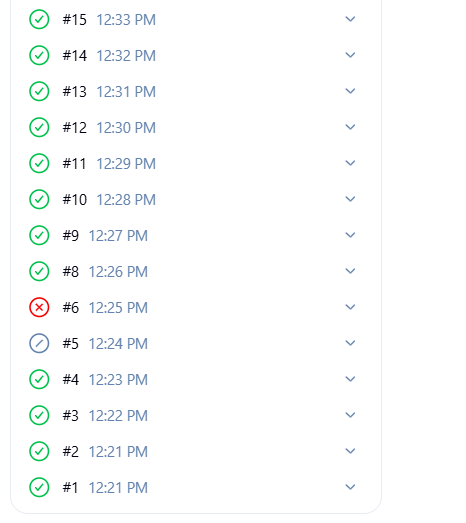 #15 12:33 PM
#14 12:32 PM
#13 12:31 PM
#12 12:30 PM
#11 12:29 PM
#10 12:28 PM
#9 12:27 PM
#8 12:26 PM
#6 12:25 PM
#5 12:24 PM
#4 12:23 PM
#3 12:22 PM
#2 12:21 PM
#1 12:21 PM